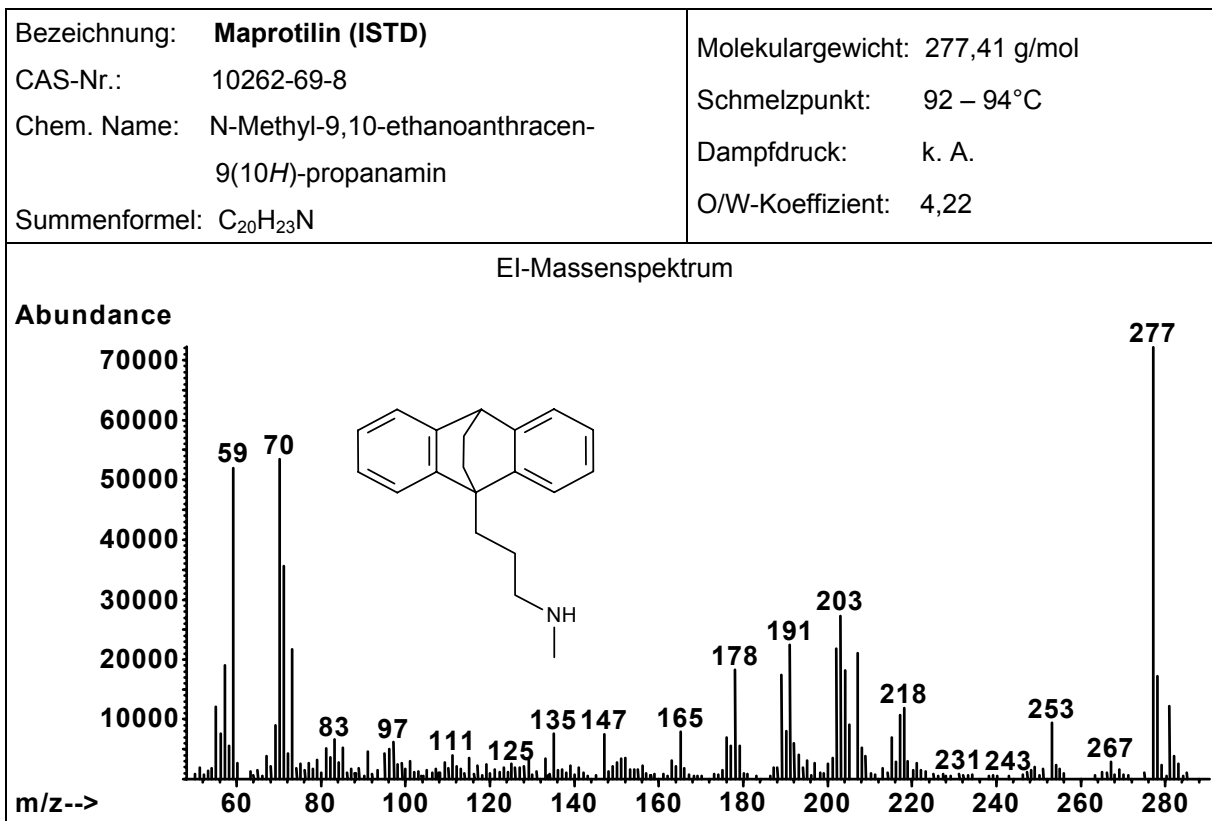 Bezeichnung: Maprotilin (ISTD)
CAS-Nr.: 10262-69-8
Chem. Name: N-Methyl-9,10-ethanoanthracen-
9(10H)-propanamin
Summenformel: C₂₀H₂₃N
Molekulargewicht: 277,41 g/mol
Schmelzpunkt: 92 – 94°C
Dampfdruck: k. A.
O/W-Koeffizient: 4,22
EI-Massenspektrum
Abundance
70000
60000
50000
40000
30000
20000
10000
59
70
83
97
111
125
135
147
165
178
191
203
218
231
243
253
267
277
NH
m/z-->
60 80 100 120 140 160 180 200 220 240 260 280